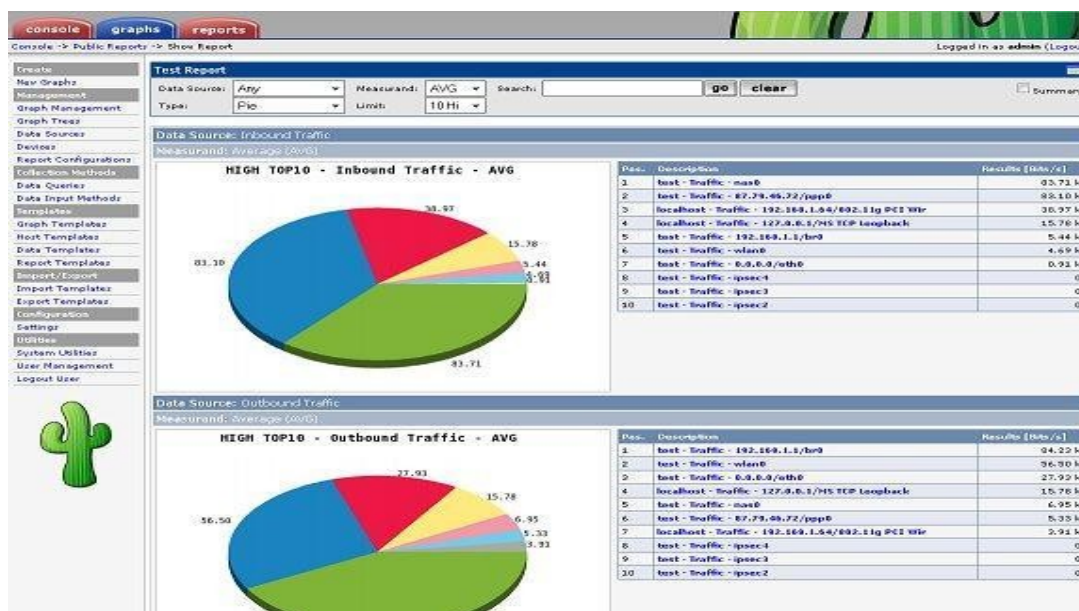 console graphs reports
Console -> Public Reports -> Show Report
Logged in as admin (Logou
Create
New Graphs
Management
Graph Management
Graph Trees
Data Sources
Devices
Report Configurations
Collection Methods
Data Queries
Data Input Methods
Templates
Graph Templates
Host Templates
Data Templates
Report Templates
Import/Export
Import Templates
Export Templates
Configuration
Settings
Utilities
System Utilities
User Management
Logout User
Test Report
Data Source: Any Measurand: AVG Search: go clear Summar
Type: Pie Limit: 10 Hi
Data Source: Inbound Traffic
Measurand: Average (AVG)
HIGH TOP10 - Inbound Traffic - AVG
38.97
15.78
5.44
0.91
83.10
83.71
Pos. Description Results [Bits/s]
1 test - Traffic - nas0 83.71 k
2 test - Traffic - 87.79.46.72/ppp0 83.10 k
3 localhost - Traffic - 192.168.1.64/802.11g PCI Wir 38.97 k
4 localhost - Traffic - 127.0.0.1/MS TCP Loopback 15.78 k
5 test - Traffic - 192.168.1.1/br0 5.44 k
6 test - Traffic - wlan0
7 test - Traffic - 0.0.0.0/eth0 0.91 k
8 test - Traffic - ipsec4 0
9 test - Traffic - ipsec3 0
10 test - Traffic - ipsec2 0
Data Source: Outbound Traffic
Measurand: Average (AVG)
HIGH TOP10 - Outbound Traffic - AVG
27.93
15.78
6.95
5.33
3.91
56.50
Pos. Description Results [Bits/s]
1 test - Traffic - 192.168.1.1/br0 84.23 k
2 test - Traffic - wlan0 56.50 k
3 test - Traffic - 0.0.0.0/eth0 27.93 k
4 localhost - Traffic - 127.0.0.1/MS TCP Loopback 15.78 k
5 test - Traffic - nas0 6.95 k
6 test - Traffic - 87.79.46.72/ppp0 5.33 k
7 localhost - Traffic - 192.168.1.64/802.11g PCI Wir 3.91 k
8 test - Traffic - ipsec4 0
9 test - Traffic - ipsec3 0
10 test - Traffic - ipsec2 0